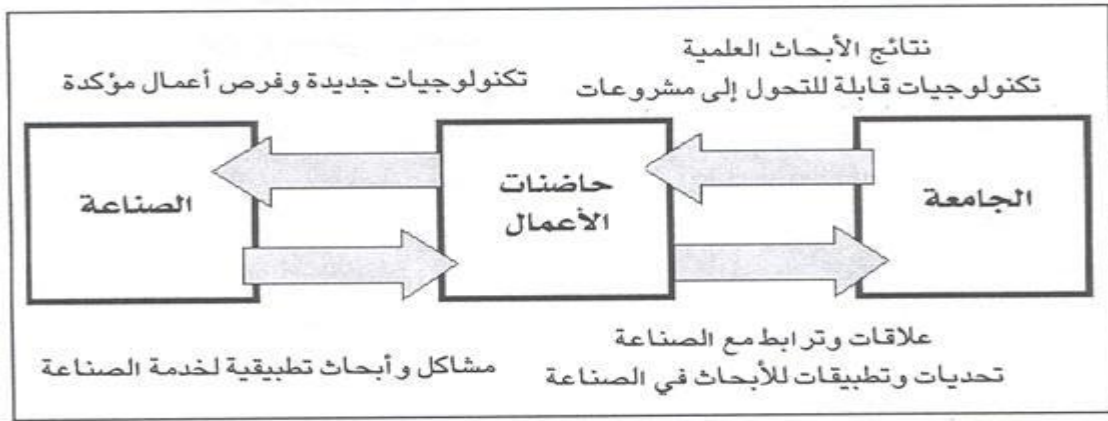 نتائج الأبحاث العلمية
تكنولوجيات قابلة للتحول إلى مشروعات
تكنولوجيات جديدة وفرص أعمال مؤكدة
الجامعة
حاضنات
الأعمال
الصناعة
علاقات وترابط مع الصناعة
تحديات وتطبيقات للأبحاث في الصناعة
مشاكل وأبحاث تطبيقية لخدمة الصناعة